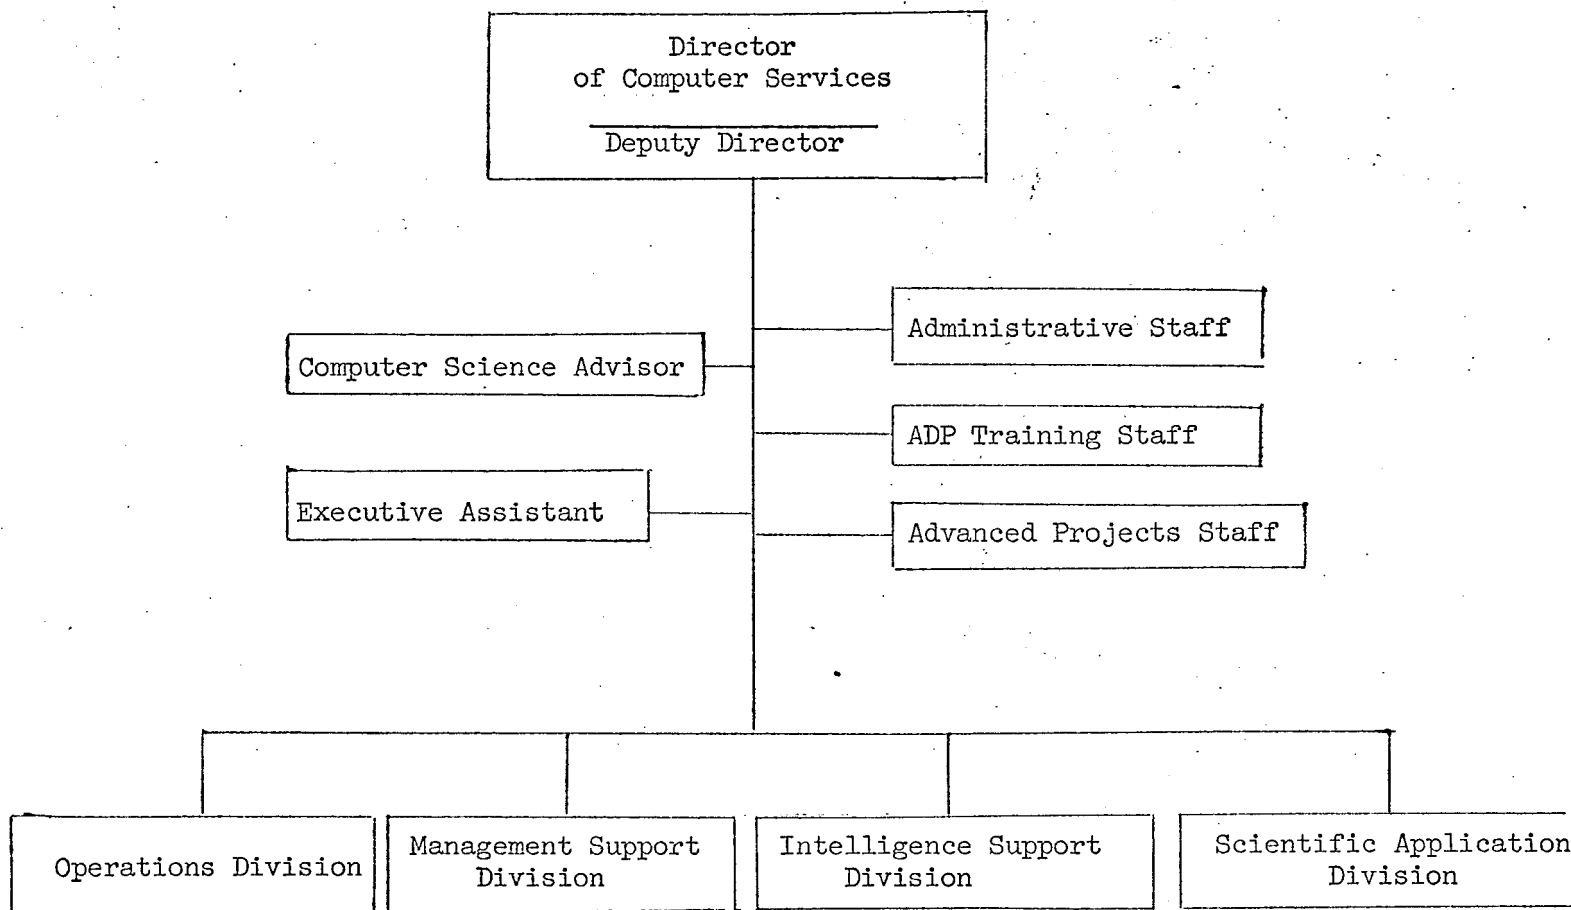 Director
of Computer Services
Deputy Director
Administrative Staff
Computer Science Advisor
ADP Training Staff
Executive Assistant
Advanced Projects Staff
Operations Division
Management Support
Division
Intelligence Support
Division
Scientific Application
Division